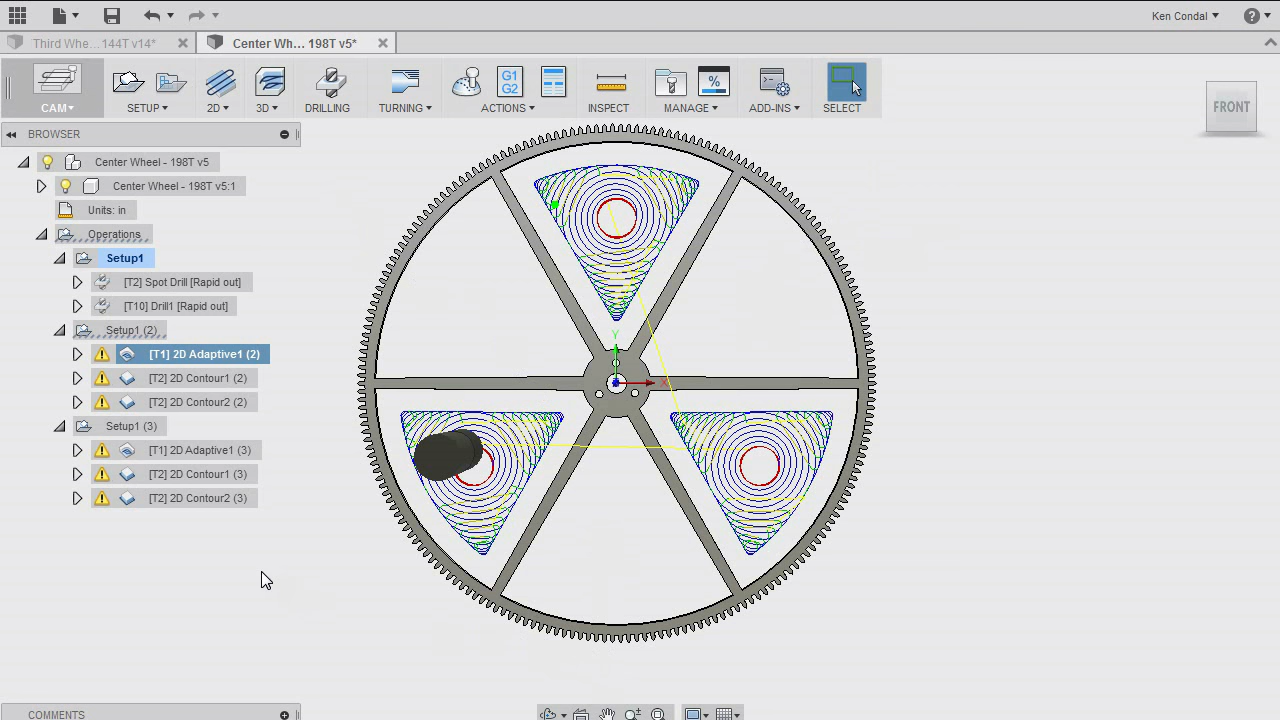 Ken Condal
?
Third Whe... 144T v14*
Center Wh... 198T v5*
CAM
SETUP
2D
3D
DRILLING
TURNING
G1
G2
ACTIONS
INSPECT
%
MANAGE
ADD-INS
SELECT
FRONT
BROWSER
Center Wheel - 198T v5
Center Wheel - 198T v5:1
Units: in
Operations
Setup1
[T2] Spot Drill [Rapid out]
[T10] Drill1 [Rapid out]
Setup1 (2)
[T1] 2D Adaptive1 (2)
[T2] 2D Contour1 (2)
[T2] 2D Contour2 (2)
Setup1 (3)
[T1] 2D Adaptive1 (3)
[T2] 2D Contour1 (3)
[T2] 2D Contour2 (3)
Y
X
COMMENTS